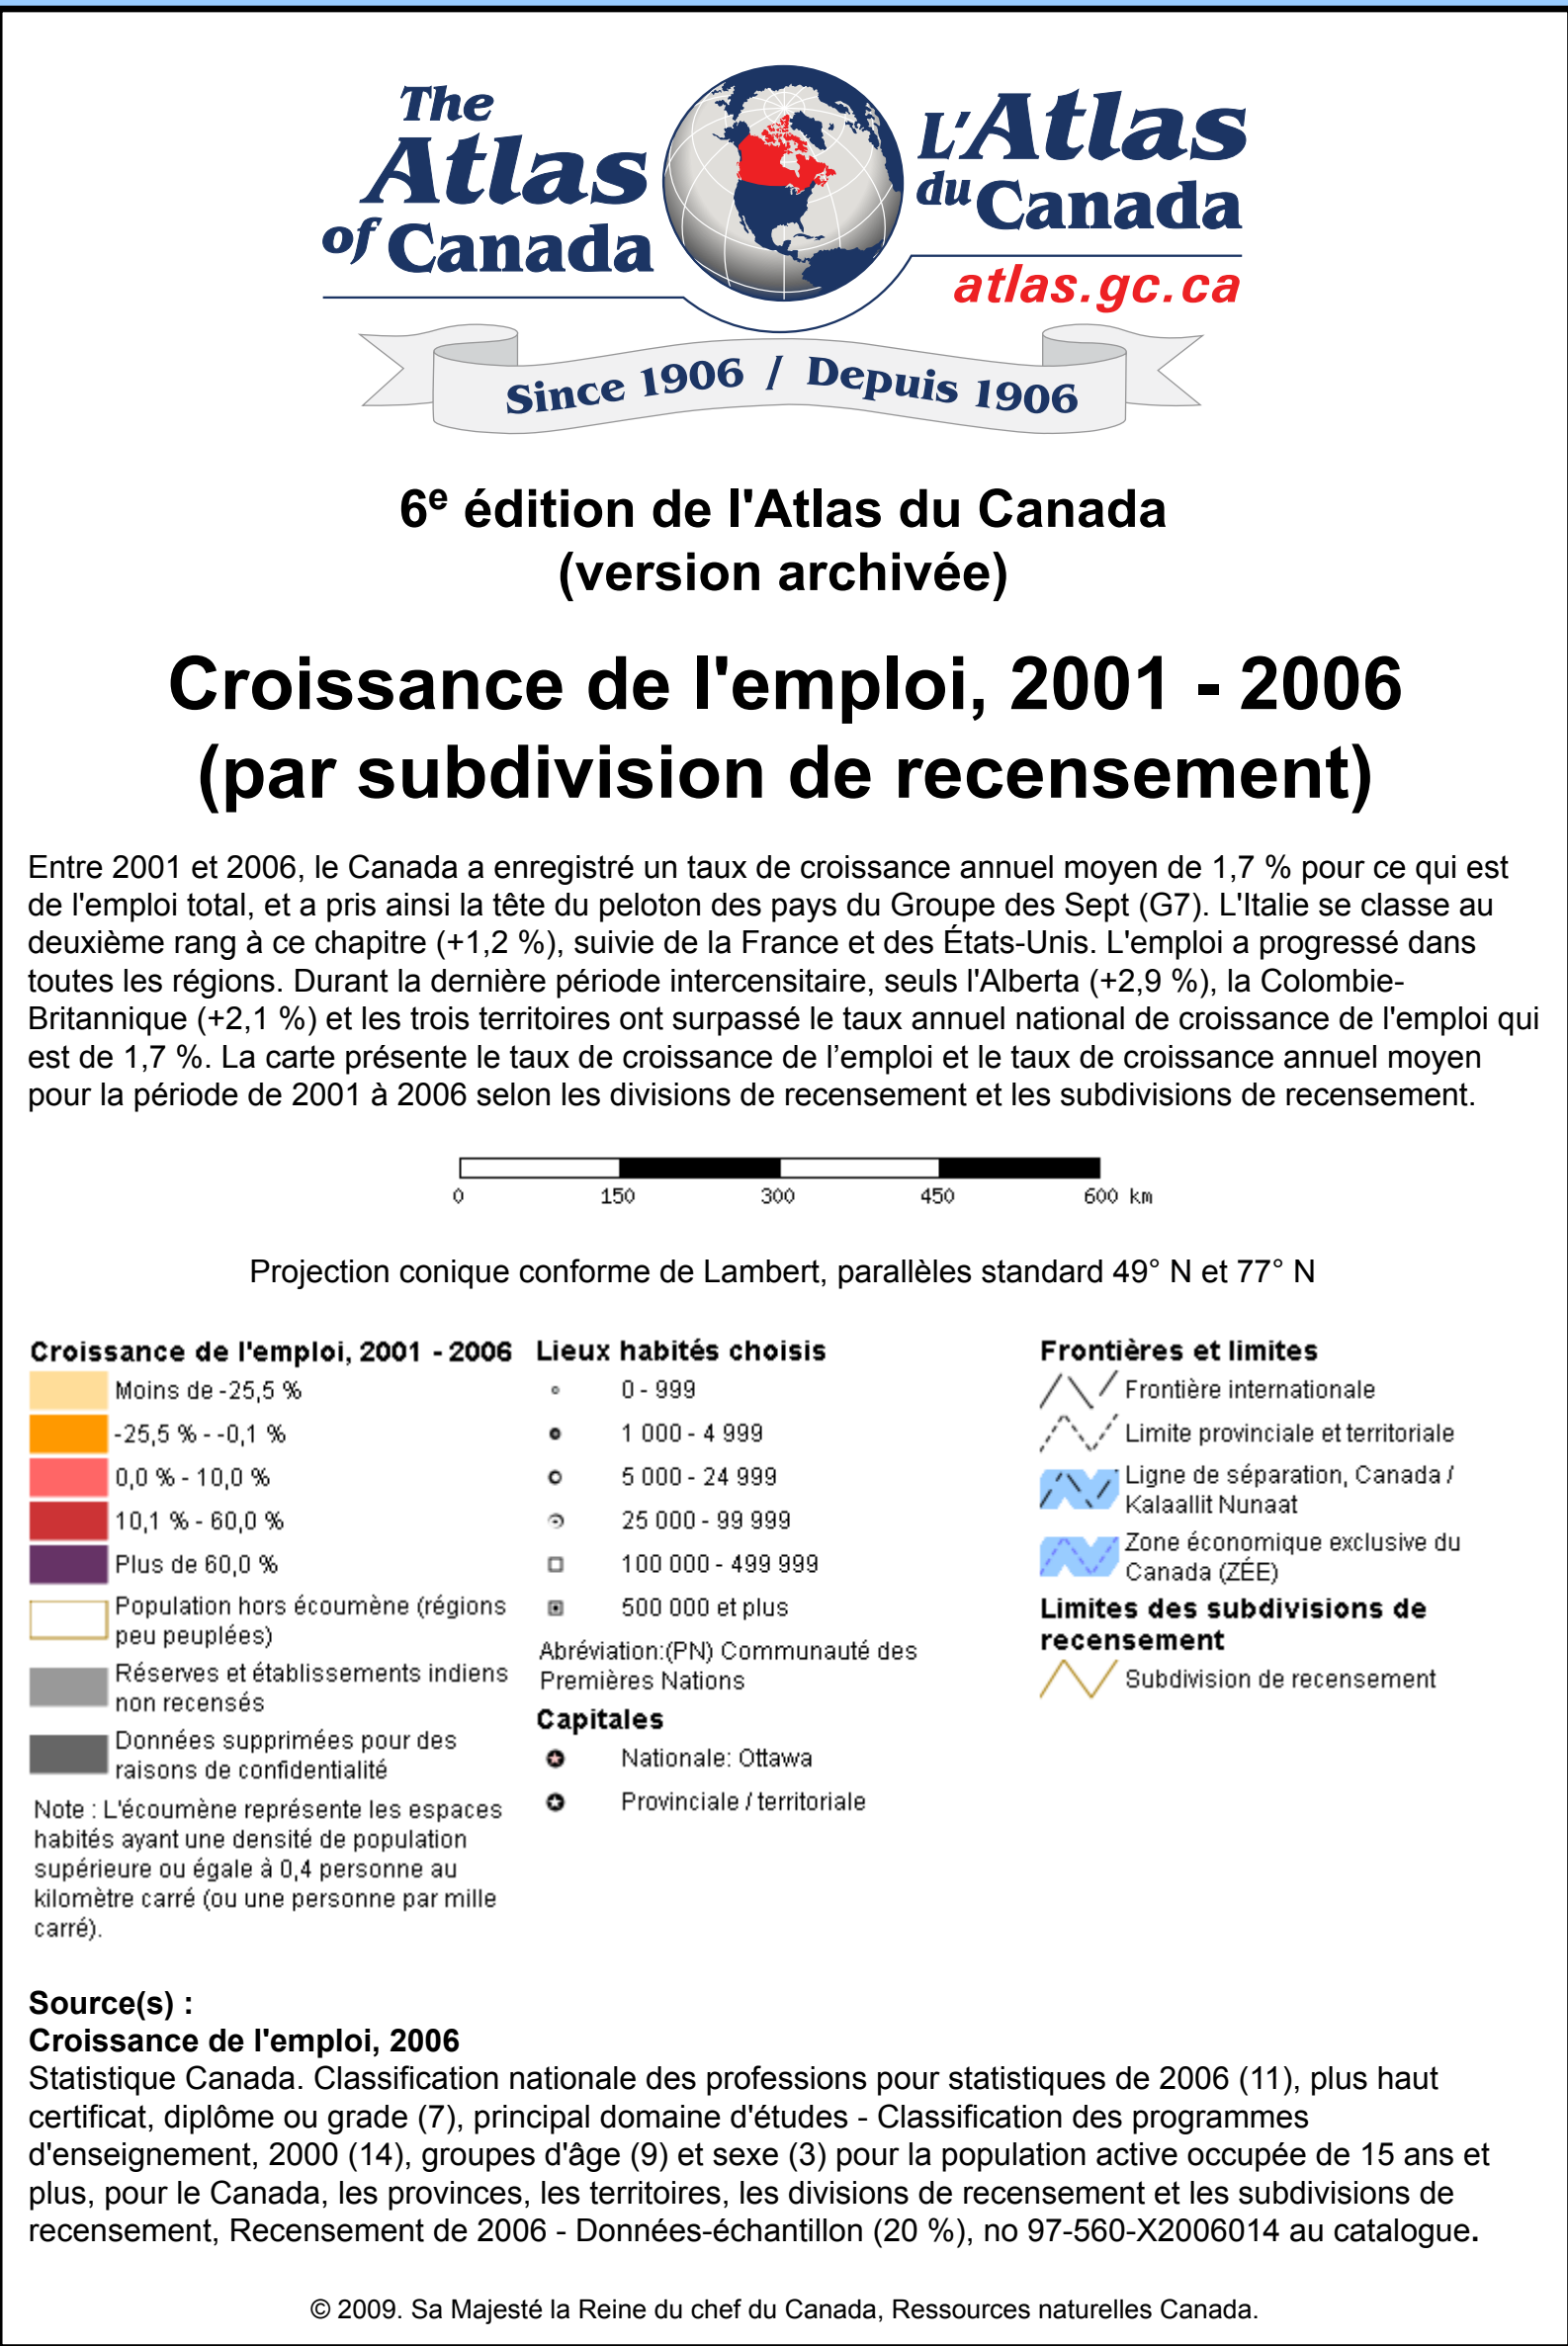 The
Atlas
of Canada
L'Atlas
du Canada
atlas.gc.ca
Since 1906 / Depuis 1906
6e édition de l'Atlas du Canada
(version archivée)
Croissance de l'emploi, 2001 - 2006
(par subdivision de recensement)
Entre 2001 et 2006, le Canada a enregistré un taux de croissance annuel moyen de 1,7 % pour ce qui est
de l'emploi total, et a pris ainsi la tête du peloton des pays du Groupe des Sept (G7). L'Italie se classe au
deuxième rang à ce chapitre (+1,2 %), suivie de la France et des États-Unis. L'emploi a progressé dans
toutes les régions. Durant la dernière période intercensitaire, seuls l'Alberta (+2,9 %), la Colombie-
Britannique (+2,1 %) et les trois territoires ont surpassé le taux annuel national de croissance de l'emploi qui
est de 1,7 %. La carte présente le taux de croissance de l’emploi et le taux de croissance annuel moyen
pour la période de 2001 à 2006 selon les divisions de recensement et les subdivisions de recensement.
0 150 300 450 600 km
Projection conique conforme de Lambert, parallèles standard 49° N et 77° N
Croissance de l'emploi, 2001 - 2006
Moins de -25,5 %
-25,5 % - -0,1 %
0,0 % - 10,0 %
10,1 % - 60,0 %
Plus de 60,0 %
Population hors écoumène (régions
peu peuplées)
Réserves et établissements indiens
non recensés
Données supprimées pour des
raisons de confidentialité
Note : L'écoumène représente les espaces
habités ayant une densité de population
supérieure ou égale à 0,4 personne au
kilomètre carré (ou une personne par mille
carré).
Lieux habités choisis
0 - 999
1 000 - 4 999
5 000 - 24 999
25 000 - 99 999
100 000 - 499 999
500 000 et plus
Abréviation:(PN) Communauté des
Premières Nations
Capitales
Nationale: Ottawa
Provinciale / territoriale
Frontières et limites
Frontière internationale
Limite provinciale et territoriale
Ligne de séparation, Canada /
Kalaallit Nunaat
Zone économique exclusive du
Canada (ZÉE)
Limites des subdivisions de
recensement
Subdivision de recensement
Source(s) :
Croissance de l'emploi, 2006
Statistique Canada. Classification nationale des professions pour statistiques de 2006 (11), plus haut
certificat, diplôme ou grade (7), principal domaine d'études - Classification des programmes
d'enseignement, 2000 (14), groupes d'âge (9) et sexe (3) pour la population active occupée de 15 ans et
plus, pour le Canada, les provinces, les territoires, les divisions de recensement et les subdivisions de
recensement, Recensement de 2006 - Données-échantillon (20 %), no 97-560-X2006014 au catalogue.
© 2009. Sa Majesté la Reine du chef du Canada, Ressources naturelles Canada.